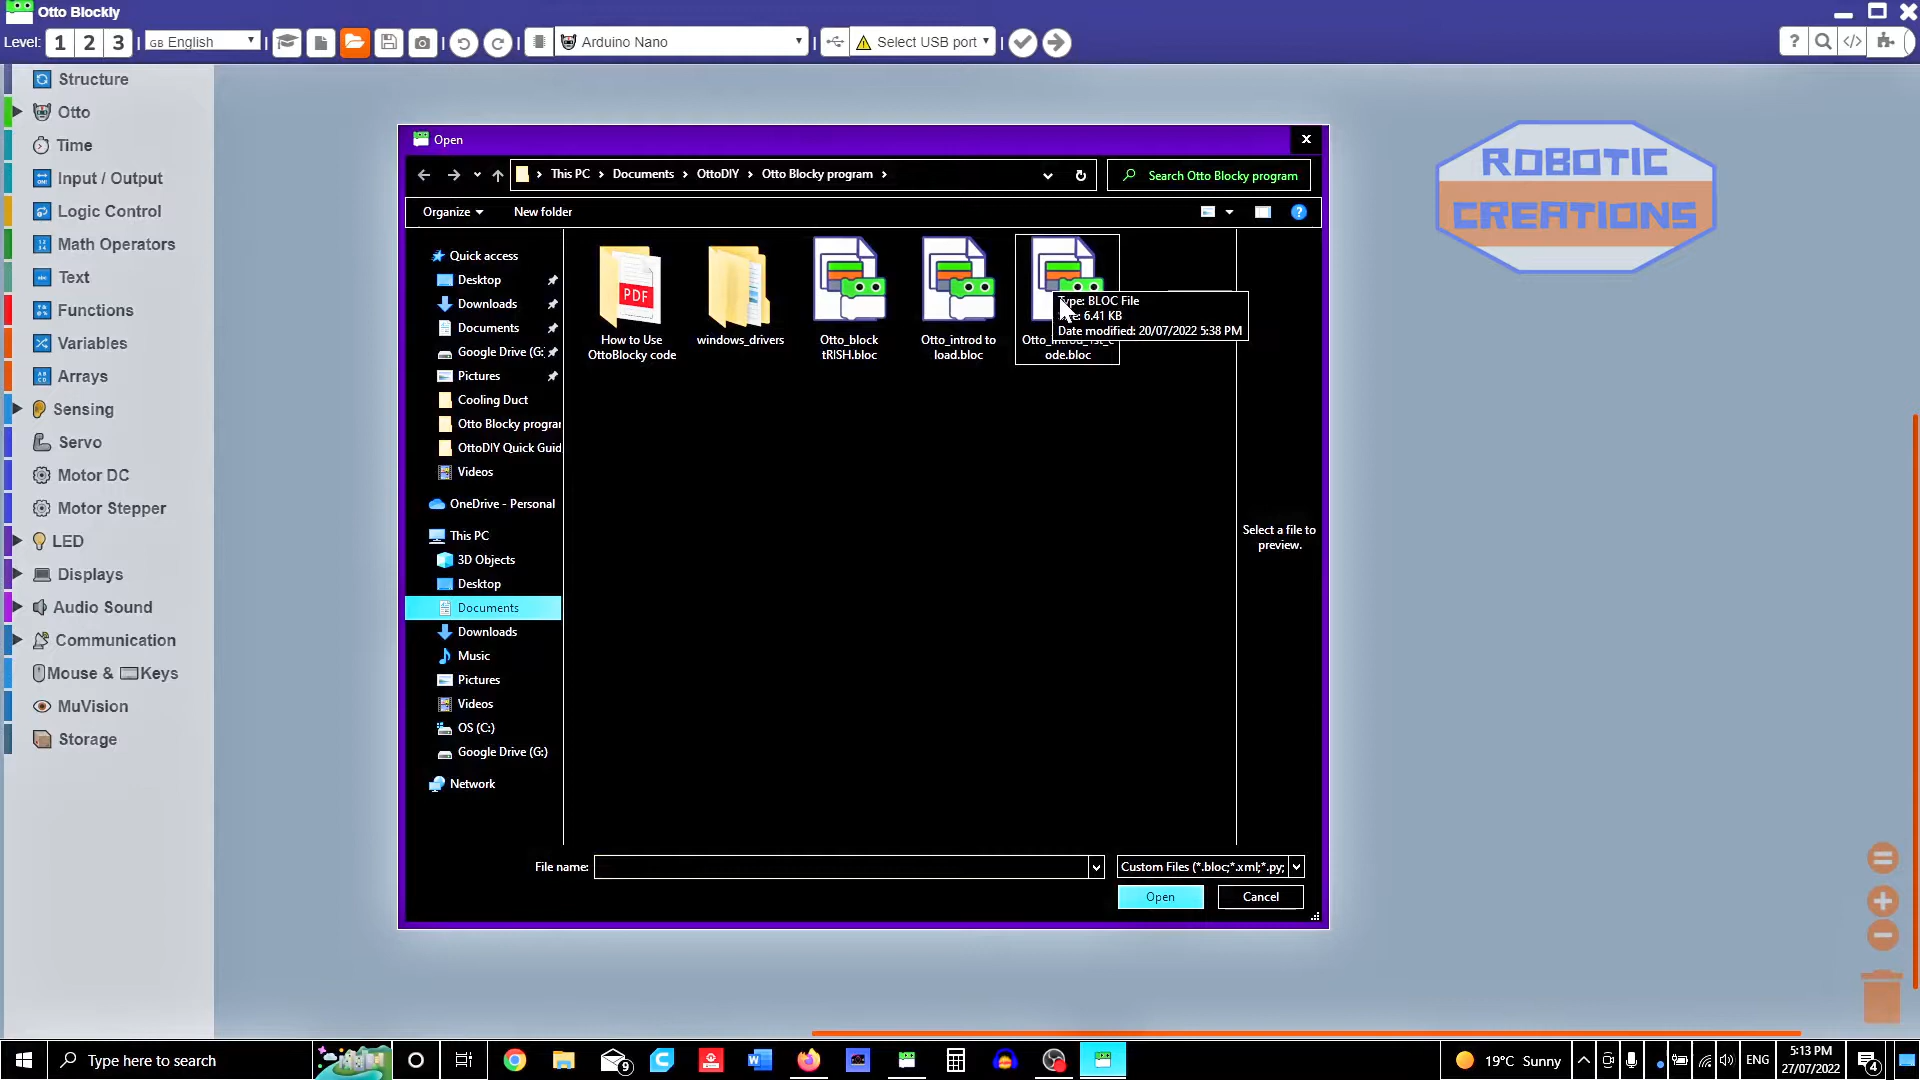 Otto Blockly
Level: 1 2 3 GB English Arduino Nano Select USB port ? </>
Structure
Otto
Time
Input / Output
Logic Control
Math Operators
Text
Functions
Variables
Arrays
Sensing
Servo
Motor DC
Motor Stepper
LED
Displays
Audio Sound
Communication
Mouse & Keys
MuVision
Storage
ROBOTIC
CREATIONS
Open
This PC > Documents > OttoDIY > Otto Blocky program >
Search Otto Blocky program
Organize
New folder
Quick access
Desktop
Downloads
Documents
Google Drive (G:
Pictures
Cooling Duct
Otto Blocky progra
OttoDIY Quick Guid
Videos
OneDrive - Personal
This PC
3D Objects
Desktop
Documents
Downloads
Music
Pictures
Videos
OS (C:)
Google Drive (G:)
Network
PDF
How to Use
OttoBlocky code
windows_drivers
Otto_block
tRISH.bloc
Otto_introd to
load.bloc
ode.bloc
Type: BLOC File
6.41 KB
Date modified: 20/07/2022 5:38 PM
Select a file to
preview.
File name:
Custom Files (*.bloc;*.xml;*.py;
Open
Cancel
Type here to search
9
19°C Sunny
ENG
5:13 PM
27/07/2022
4